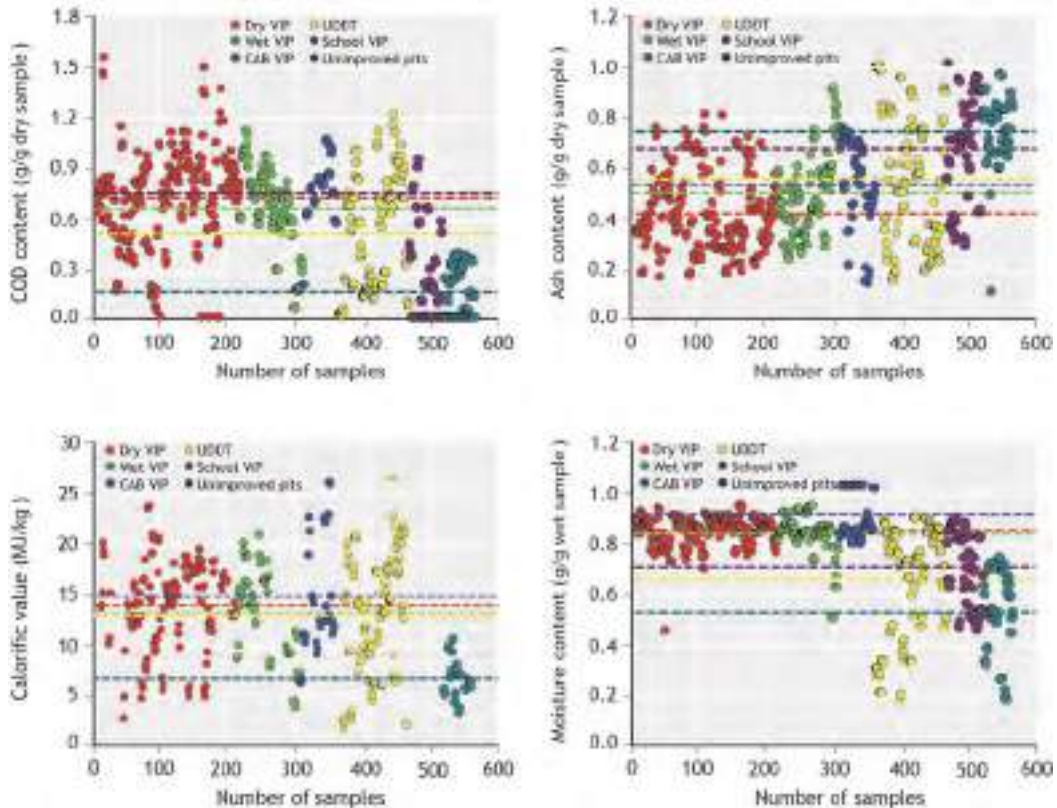 1.8
1.5
1.2
0.9
0.6
0.3
0.0
COD content (g/g dry sample)
Dry VIP
UDDT
Wet VIP
School VIP
CAB VIP
Unimproved pits
0
100
200
300
400
500
600
Number of samples
1.2
1.0
0.8
0.6
0.4
0.2
0.0
Ash content (g/g dry sample)
Dry VIP
UDDT
Wet VIP
School VIP
CAB VIP
Unimproved pits
0
100
200
300
400
500
600
Number of samples
30
25
20
15
10
5
0
Calorific value (MJ/kg)
Dry VIP
UDDT
Wet VIP
School VIP
CAB VIP
Unimproved pits
0
100
200
300
400
500
600
Number of samples
1.2
1.0
0.8
0.6
0.4
0.2
0.0
Moisture content (g/g wet sample)
Dry VIP
UDDT
Wet VIP
School VIP
CAB VIP
Unimproved pits
0
100
200
300
400
500
600
Number of samples